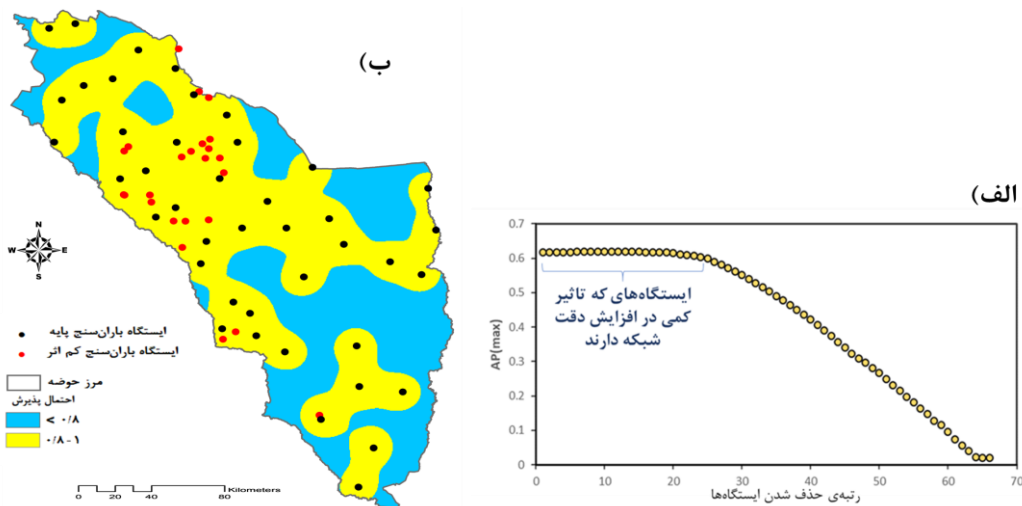 ب)
N
W E
S
ایستگاه باران‌سنج پایه
ایستگاه باران‌سنج کم اثر
مرز حوضه
احتمال پذیرش
< ۰/۸
۰/۸-۱
Kilometers
0 20 40 80
الف)
0.7
0.6
0.5
0.4
0.3
0.2
0.1
0
AP(max)
ایستگاه‌های که تاثیر
کمی در افزایش دقت
شبکه دارند
0 10 20 30 40 50 60 70
رتبه‌ی حذف شدن ایستگاه‌ها